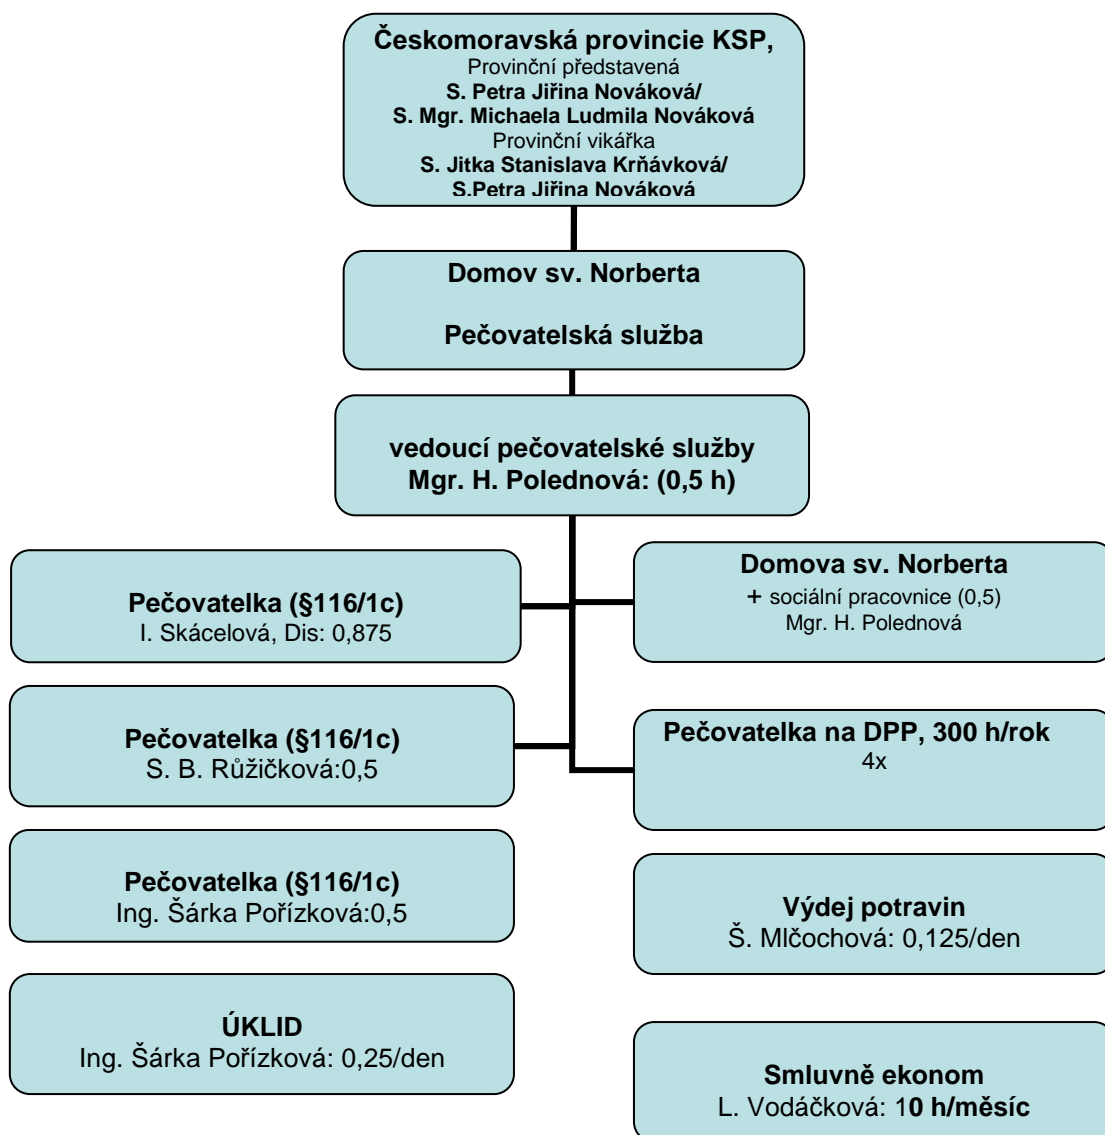 Českomoravská provincie KSP,
Provinční představená
S. Petra Jiřina Nováková/
S. Mgr. Michaela Ludmila Nováková
Provinční vikářka
S. Jitka Stanislava Krňávková/
S.Petra Jiřina Nováková
Domov sv. Norberta
Pečovatelská služba
vedoucí pečovatelské služby
Mgr. H. Polednová: (0,5 h)
Pečovatelka (§116/1c)
I. Skácelová, Dis: 0,875
Domova sv. Norberta
+ sociální pracovnice (0,5)
Mgr. H. Polednová
Pečovatelka (§116/1c)
S. B. Růžičková:0,5
Pečovatelka na DPP, 300 h/rok
4x
Pečovatelka (§116/1c)
Ing. Šárka Pořízková:0,5
Výdej potravin
Š. Mlčochová: 0,125/den
ÚKLID
Ing. Šárka Pořízková: 0,25/den
Smluvně ekonom
L. Vodáčková: 10 h/měsíc